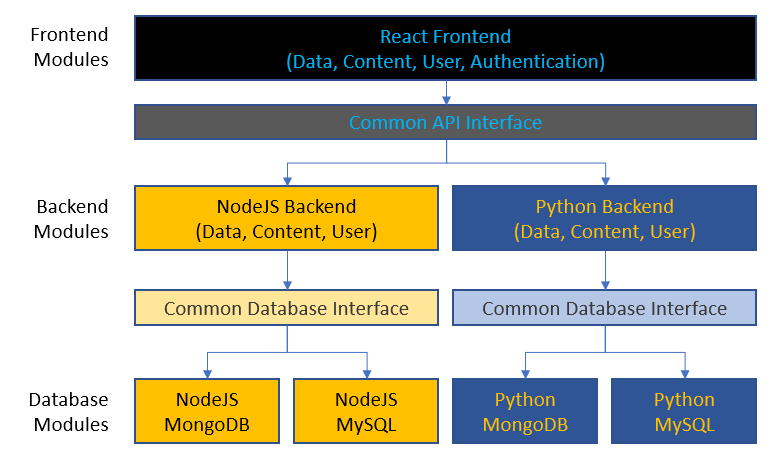 Frontend
Modules
React Frontend
(Data, Content, User, Authentication)
Common API Interface
Backend
Modules
NodeJS Backend
(Data, Content, User)
Python Backend
(Data, Content, User)
Common Database Interface
Common Database Interface
Database
Modules
NodeJS
MongoDB
NodeJS
MySQL
Python
MongoDB
Python
MySQL